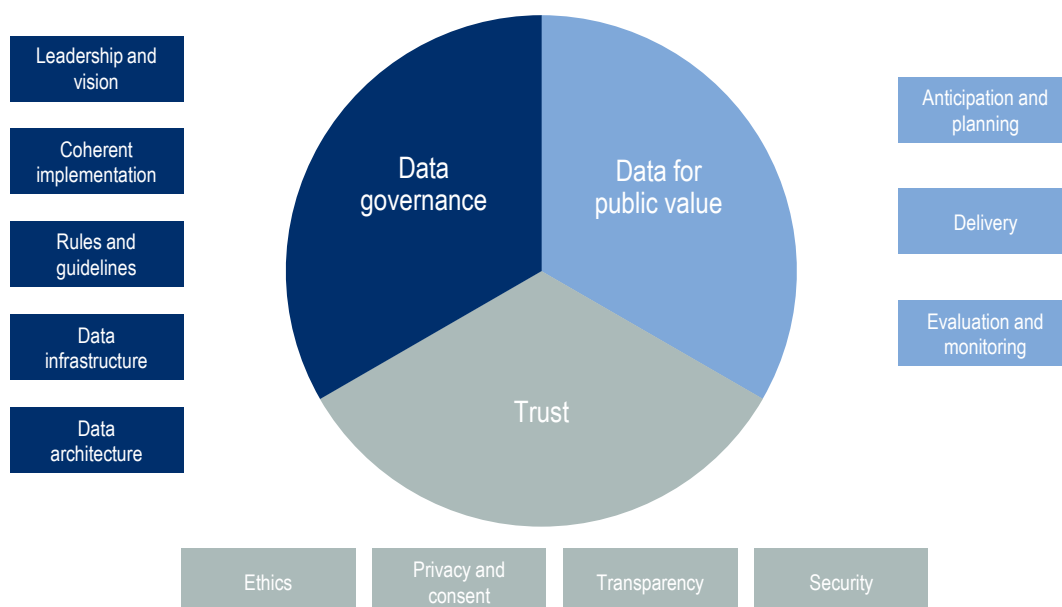 Leadership and
vision
Coherent
implementation
Rules and
guidelines
Data
infrastructure
Data
architecture
Data
governance
Data for
public value
Trust
Anticipation and
planning
Delivery
Evaluation and
monitoring
Ethics
Privacy and
consent
Transparency
Security